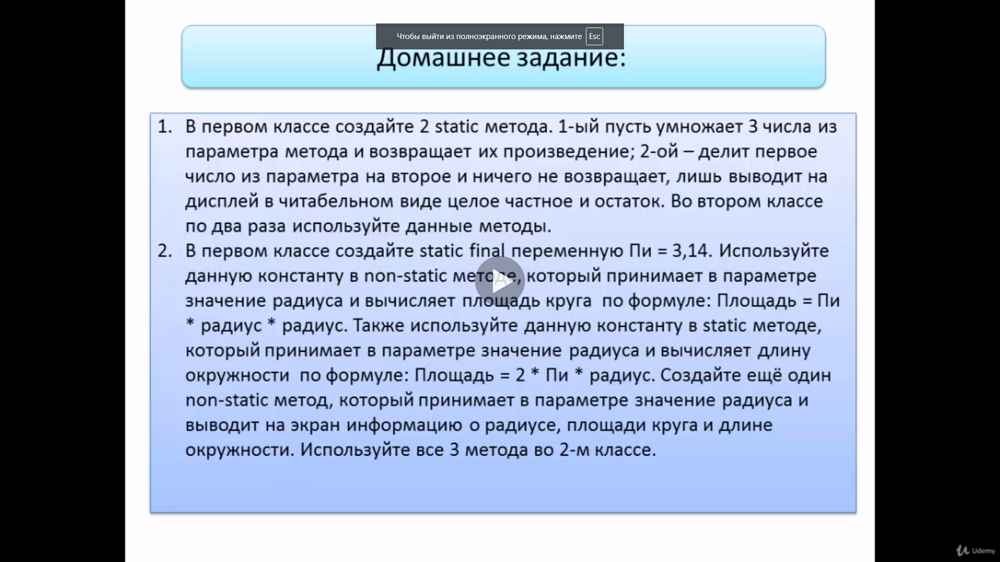 Чтобы выйти из полноэкранного режима, нажмите Esc
Домашнее задание:
1. В первом классе создайте 2 static метода. 1-ый пусть умножает 3 числа из
параметра метода и возвращает их произведение; 2-ой – делит первое
число из параметра на второе и ничего не возвращает, лишь выводит на
дисплей в читабельном виде целое частное и остаток. Во втором классе
по два раза используйте данные методы.
2. В первом классе создайте static final переменную Пи = 3,14. Используйте
данную константу в non-static методе, который принимает в параметре
значение радиуса и вычисляет площадь круга по формуле: Площадь = Пи
* радиус * радиус. Также используйте данную константу в static методе,
который принимает в параметре значение радиуса и вычисляет длину
окружности по формуле: Площадь = 2 * Пи * радиус. Создайте ещё один
non-static метод, который принимает в параметре значение радиуса и
выводит на экран информацию о радиусе, площади круга и длине
окружности. Используйте все 3 метода во 2-м классе.
Udemy